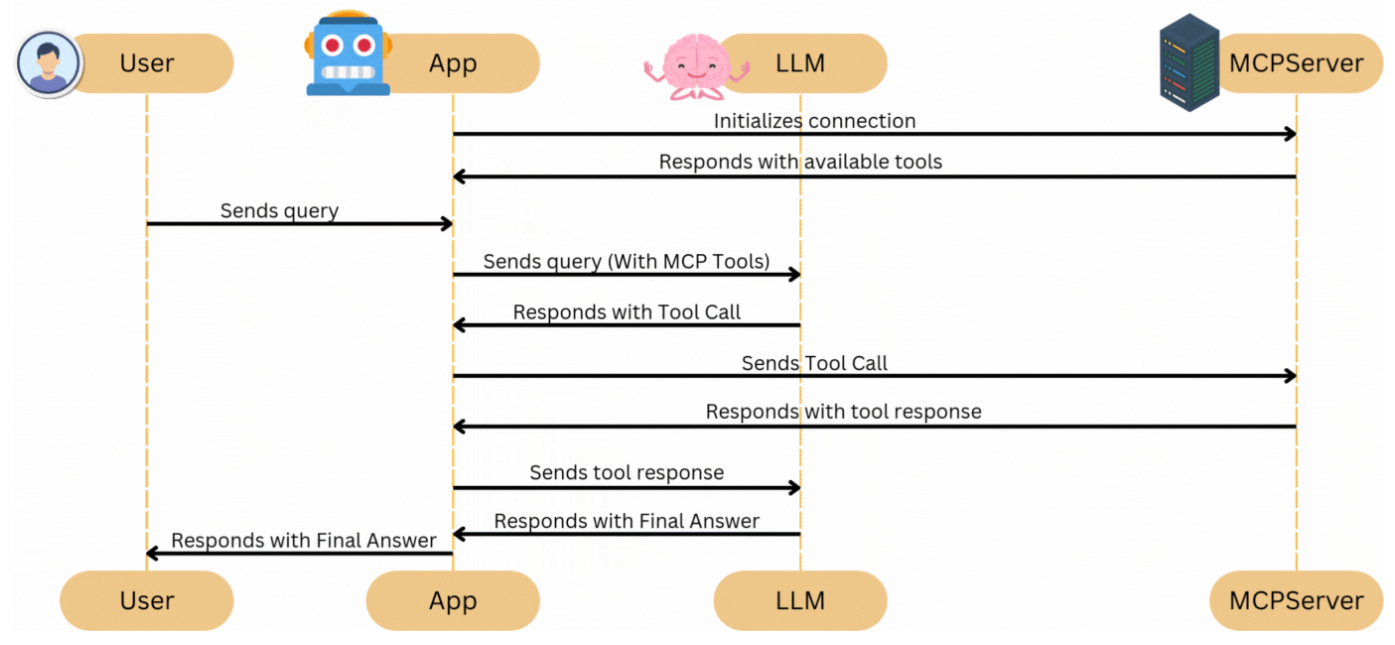 User
App
LLM
MCPServer
Initializes connection
Responds with available tools
Sends query
Sends query (With MCP Tools)
Responds with Tool Call
Sends Tool Call
Responds with tool response
Sends tool response
Responds with Final Answer
Responds with Final Answer
User
App
LLM
MCPServer